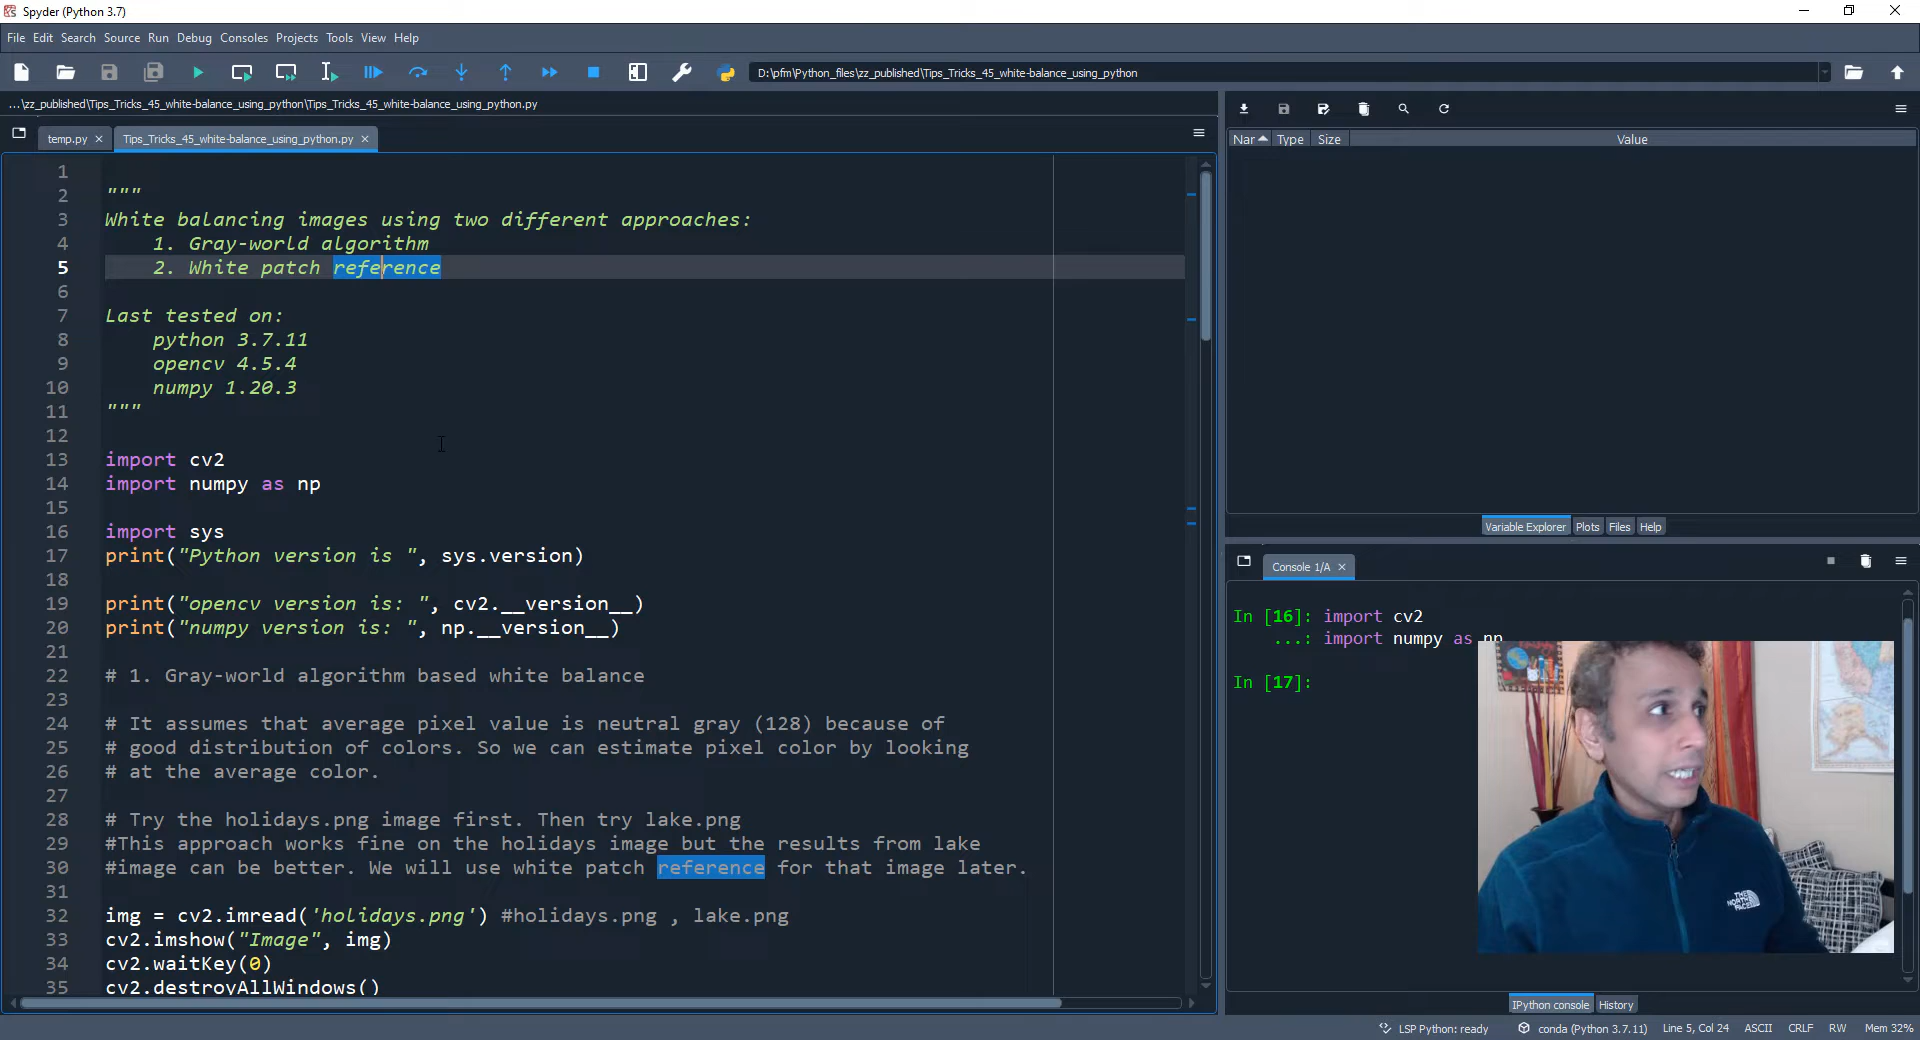 Spyder (Python 3.7)
File Edit Search Source Run Debug Consoles Projects Tools View Help
D:\pfm\Python_files\zz_published\Tips_Tricks_45_white-balance_using_python
...\zz_published\Tips_Tricks_45_white-balance_using_python\Tips_Tricks_45_white-balance_using_python.py
temp.py Tips_Tricks_45_white-balance_using_python.py
1
2 """
3 White balancing images using two different approaches:
4 1. Gray-world algorithm
5 2. White patch reference
6
7 Last tested on:
8 python 3.7.11
9 opencv 4.5.4
10 numpy 1.20.3
11 """
12
13 import cv2
14 import numpy as np
15
16 import sys
17 print("Python version is ", sys.version)
18
19 print("opencv version is: ", cv2.__version__)
20 print("numpy version is: ", np.__version__)
21
22 # 1. Gray-world algorithm based white balance
23
24 # It assumes that average pixel value is neutral gray (128) because of
25 # good distribution of colors. So we can estimate pixel color by looking
26 # at the average color.
27
28 # Try the holidays.png image first. Then try lake.png
29 #This approach works fine on the holidays image but the results from lake
30 #image can be better. We will use white patch reference for that image later.
31
32 img = cv2.imread('holidays.png') #holidays.png , lake.png
33 cv2.imshow("Image", img)
34 cv2.waitKey(0)
35 cv2.destroyAllWindows()
Nar Type Size Value
Variable Explorer Plots Files Help
Console 1/A
In [16]: import cv2
...: import numpy as np
In [17]:
THE NORTH FACE
IPython console History
LSP Python: ready conda (Python 3.7.11) Line 5, Col 24 ASCII CRLF RW Mem 32%